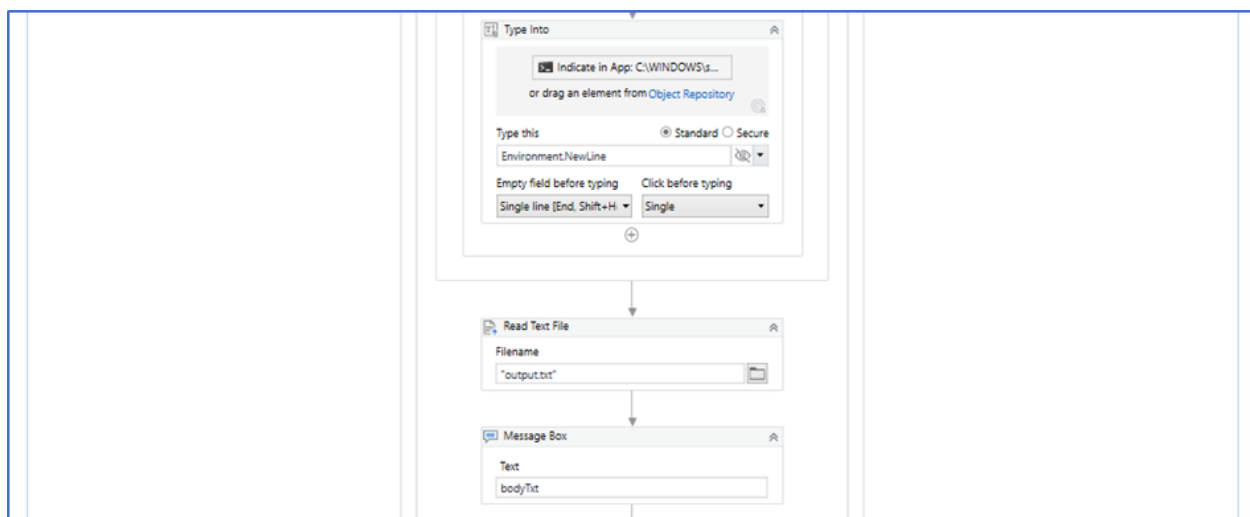 Type Into
Indicate in App: C:\WINDOWS\s...
or drag an element from Object Repository
Type this Standard Secure
Environment.NewLine
Empty field before typing Click before typing
Single line [End, Shift+H Single
Read Text File
Filename
"output.txt"
Message Box
Text
bodyTxt